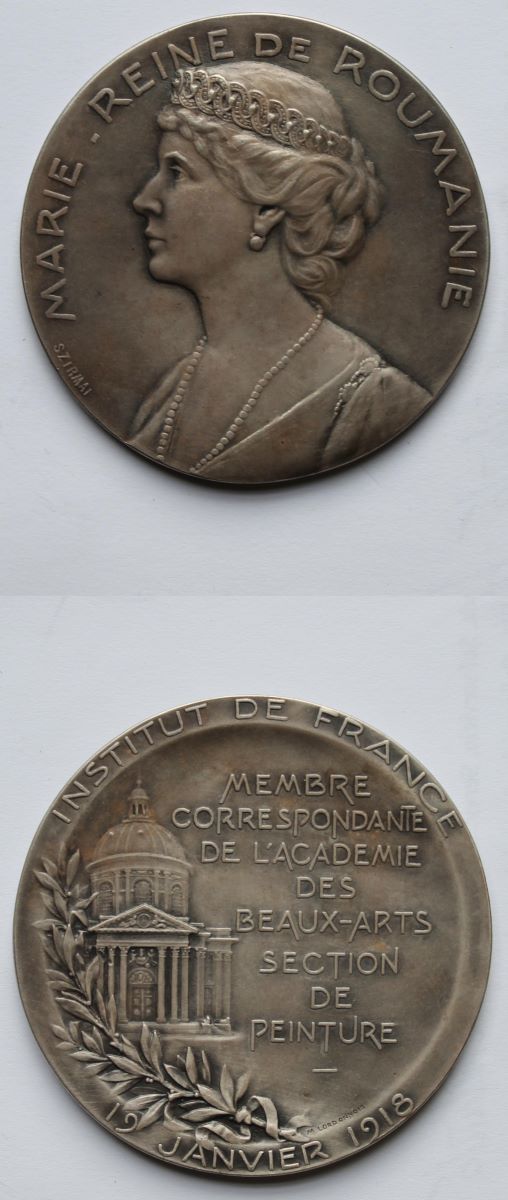 MARIE - REINE DE ROUMANIE
SZIRMAI
INSTITUT DE FRANCE
MEMBRE
CORRESPONDANTE
DE L'ACADEMIE
DES
BEAUX-ARTS
SECTION
DE
PEINTURE
19 JANVIER 1918